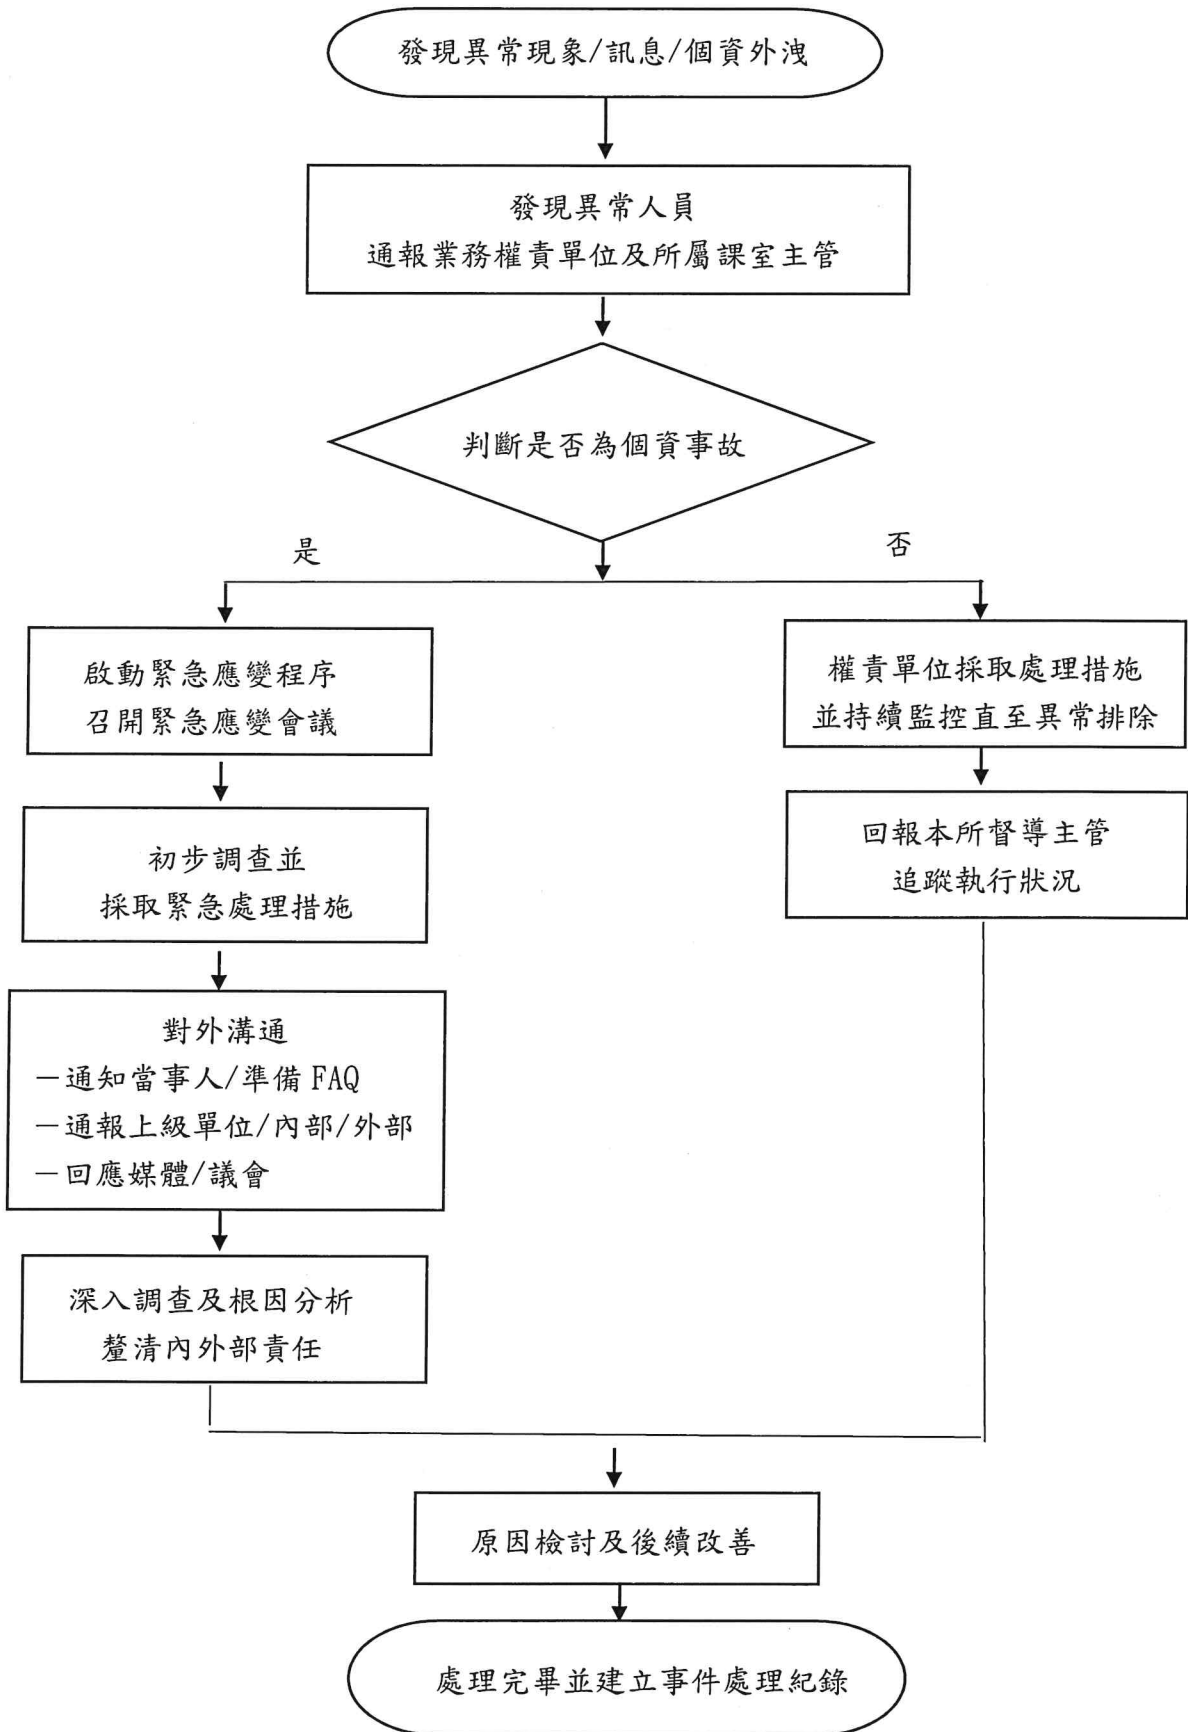 發現異常現象/訊息/個資外洩
發現異常人員
通報業務權責單位及所屬課室主管
判斷是否為個資事故
是
否
啟動緊急應變程序
召開緊急應變會議
初步調查並
採取緊急處理措施
對外溝通
－通知當事人/準備 FAQ
－通報上級單位/內部/外部
－回應媒體/議會
深入調查及根因分析
釐清內外部責任
權責單位採取處理措施
並持續監控直至異常排除
回報本所督導主管
追蹤執行狀況
原因檢討及後續改善
處理完畢並建立事件處理紀錄